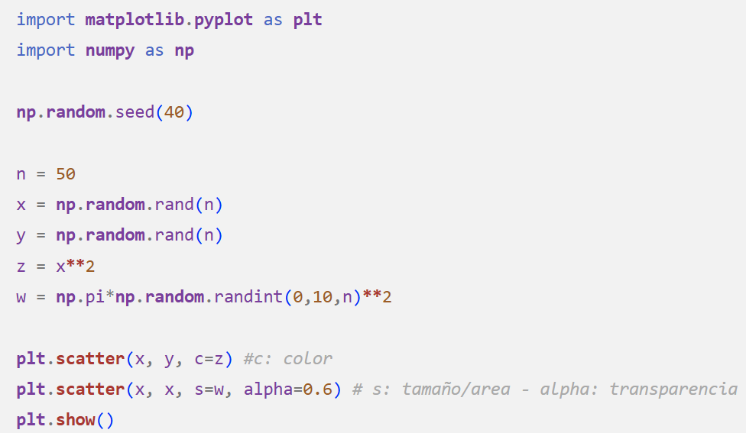 import matplotlib.pyplot as plt
import numpy as np
np.random.seed(40)
n = 50
x = np.random.rand(n)
y = np.random.rand(n)
z = x**2
w = np.pi*np.random.randint(0,10,n)**2
plt.scatter(x, y, c=z) #c: color
plt.scatter(x, x, s=w, alpha=0.6) # s: tamaño/area - alpha: transparencia
plt.show()